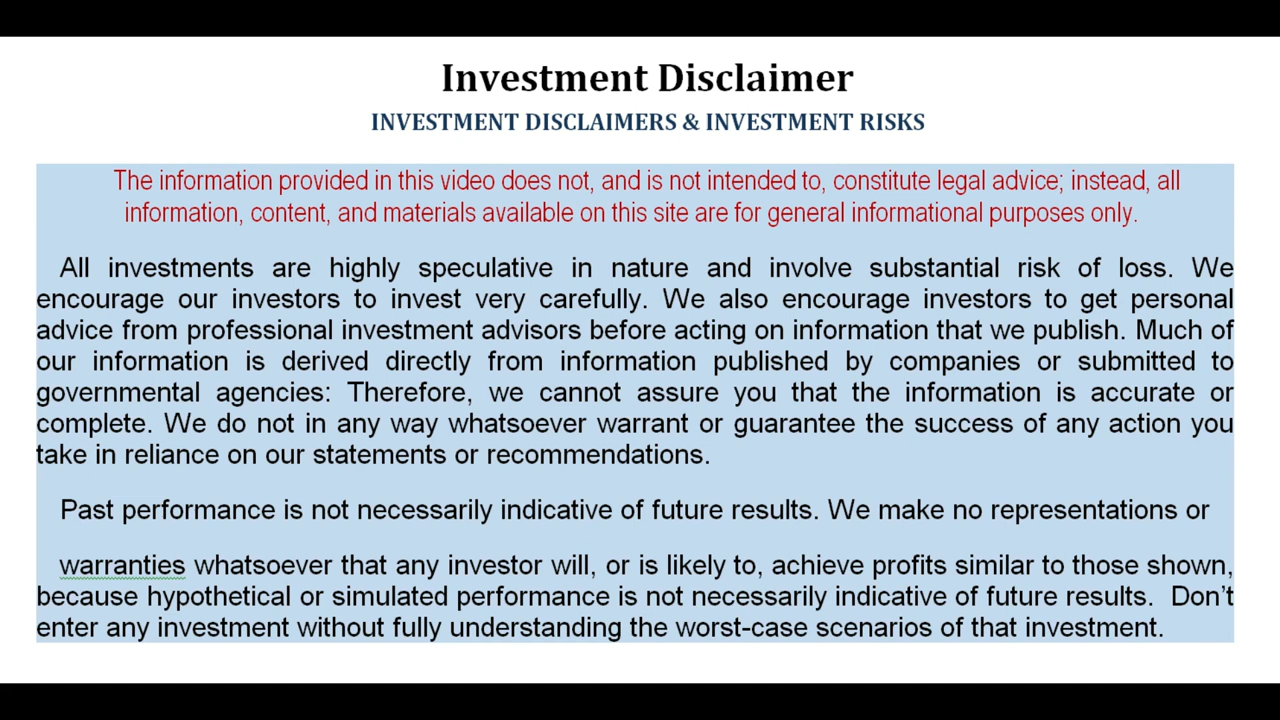 Investment Disclaimer
INVESTMENT DISCLAIMERS & INVESTMENT RISKS
The information provided in this video does not, and is not intended to, constitute legal advice; instead, all
information, content, and materials available on this site are for general informational purposes only.
All investments are highly speculative in nature and involve substantial risk of loss. We
encourage our investors to invest very carefully. We also encourage investors to get personal
advice from professional investment advisors before acting on information that we publish. Much of
our information is derived directly from information published by companies or submitted to
governmental agencies: Therefore, we cannot assure you that the information is accurate or
complete. We do not in any way whatsoever warrant or guarantee the success of any action you
take in reliance on our statements or recommendations.
Past performance is not necessarily indicative of future results. We make no representations or
warranties whatsoever that any investor will, or is likely to, achieve profits similar to those shown,
because hypothetical or simulated performance is not necessarily indicative of future results.  Don’t
enter any investment without fully understanding the worst-case scenarios of that investment.